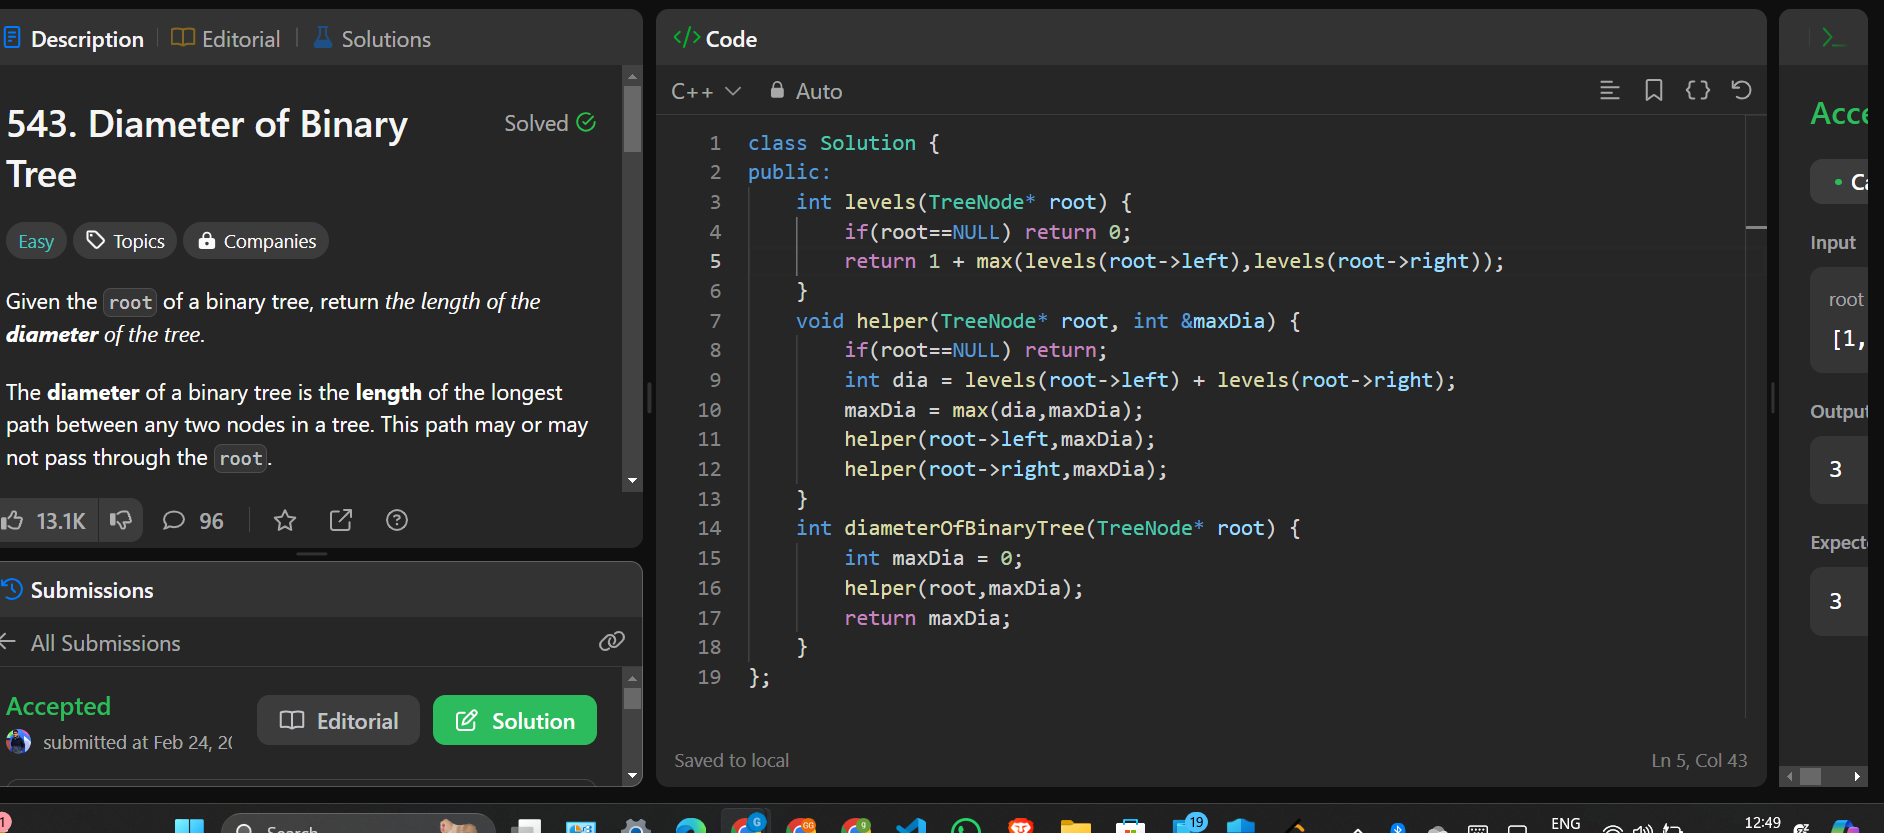 Description
Editorial
Solutions
543. Diameter of Binary
Tree
Solved
Easy
Topics
Companies
Given the root of a binary tree, return the length of the
diameter of the tree.
The diameter of a binary tree is the length of the longest
path between any two nodes in a tree. This path may or may
not pass through the root.
13.1K
96
Submissions
All Submissions
Accepted
submitted at Feb 24,
Editorial
Solution
</> Code
C++
Auto
1 class Solution {
2 public:
3 int levels(TreeNode* root) {
4 if(root==NULL) return 0;
5 return 1 + max(levels(root->left),levels(root->right));
6 }
7 void helper(TreeNode* root, int &maxDia) {
8 if(root==NULL) return;
9 int dia = levels(root->left) + levels(root->right);
10 maxDia = max(dia,maxDia);
11 helper(root->left,maxDia);
12 helper(root->right,maxDia);
13 }
14 int diameterOfBinaryTree(TreeNode* root) {
15 int maxDia = 0;
16 helper(root,maxDia);
17 return maxDia;
18 }
19 };
Saved to local
Ln 5, Col 43
Acce
Ca
Input
root
[1,
Output
3
Expect
3
Search
19
ENG
12:49